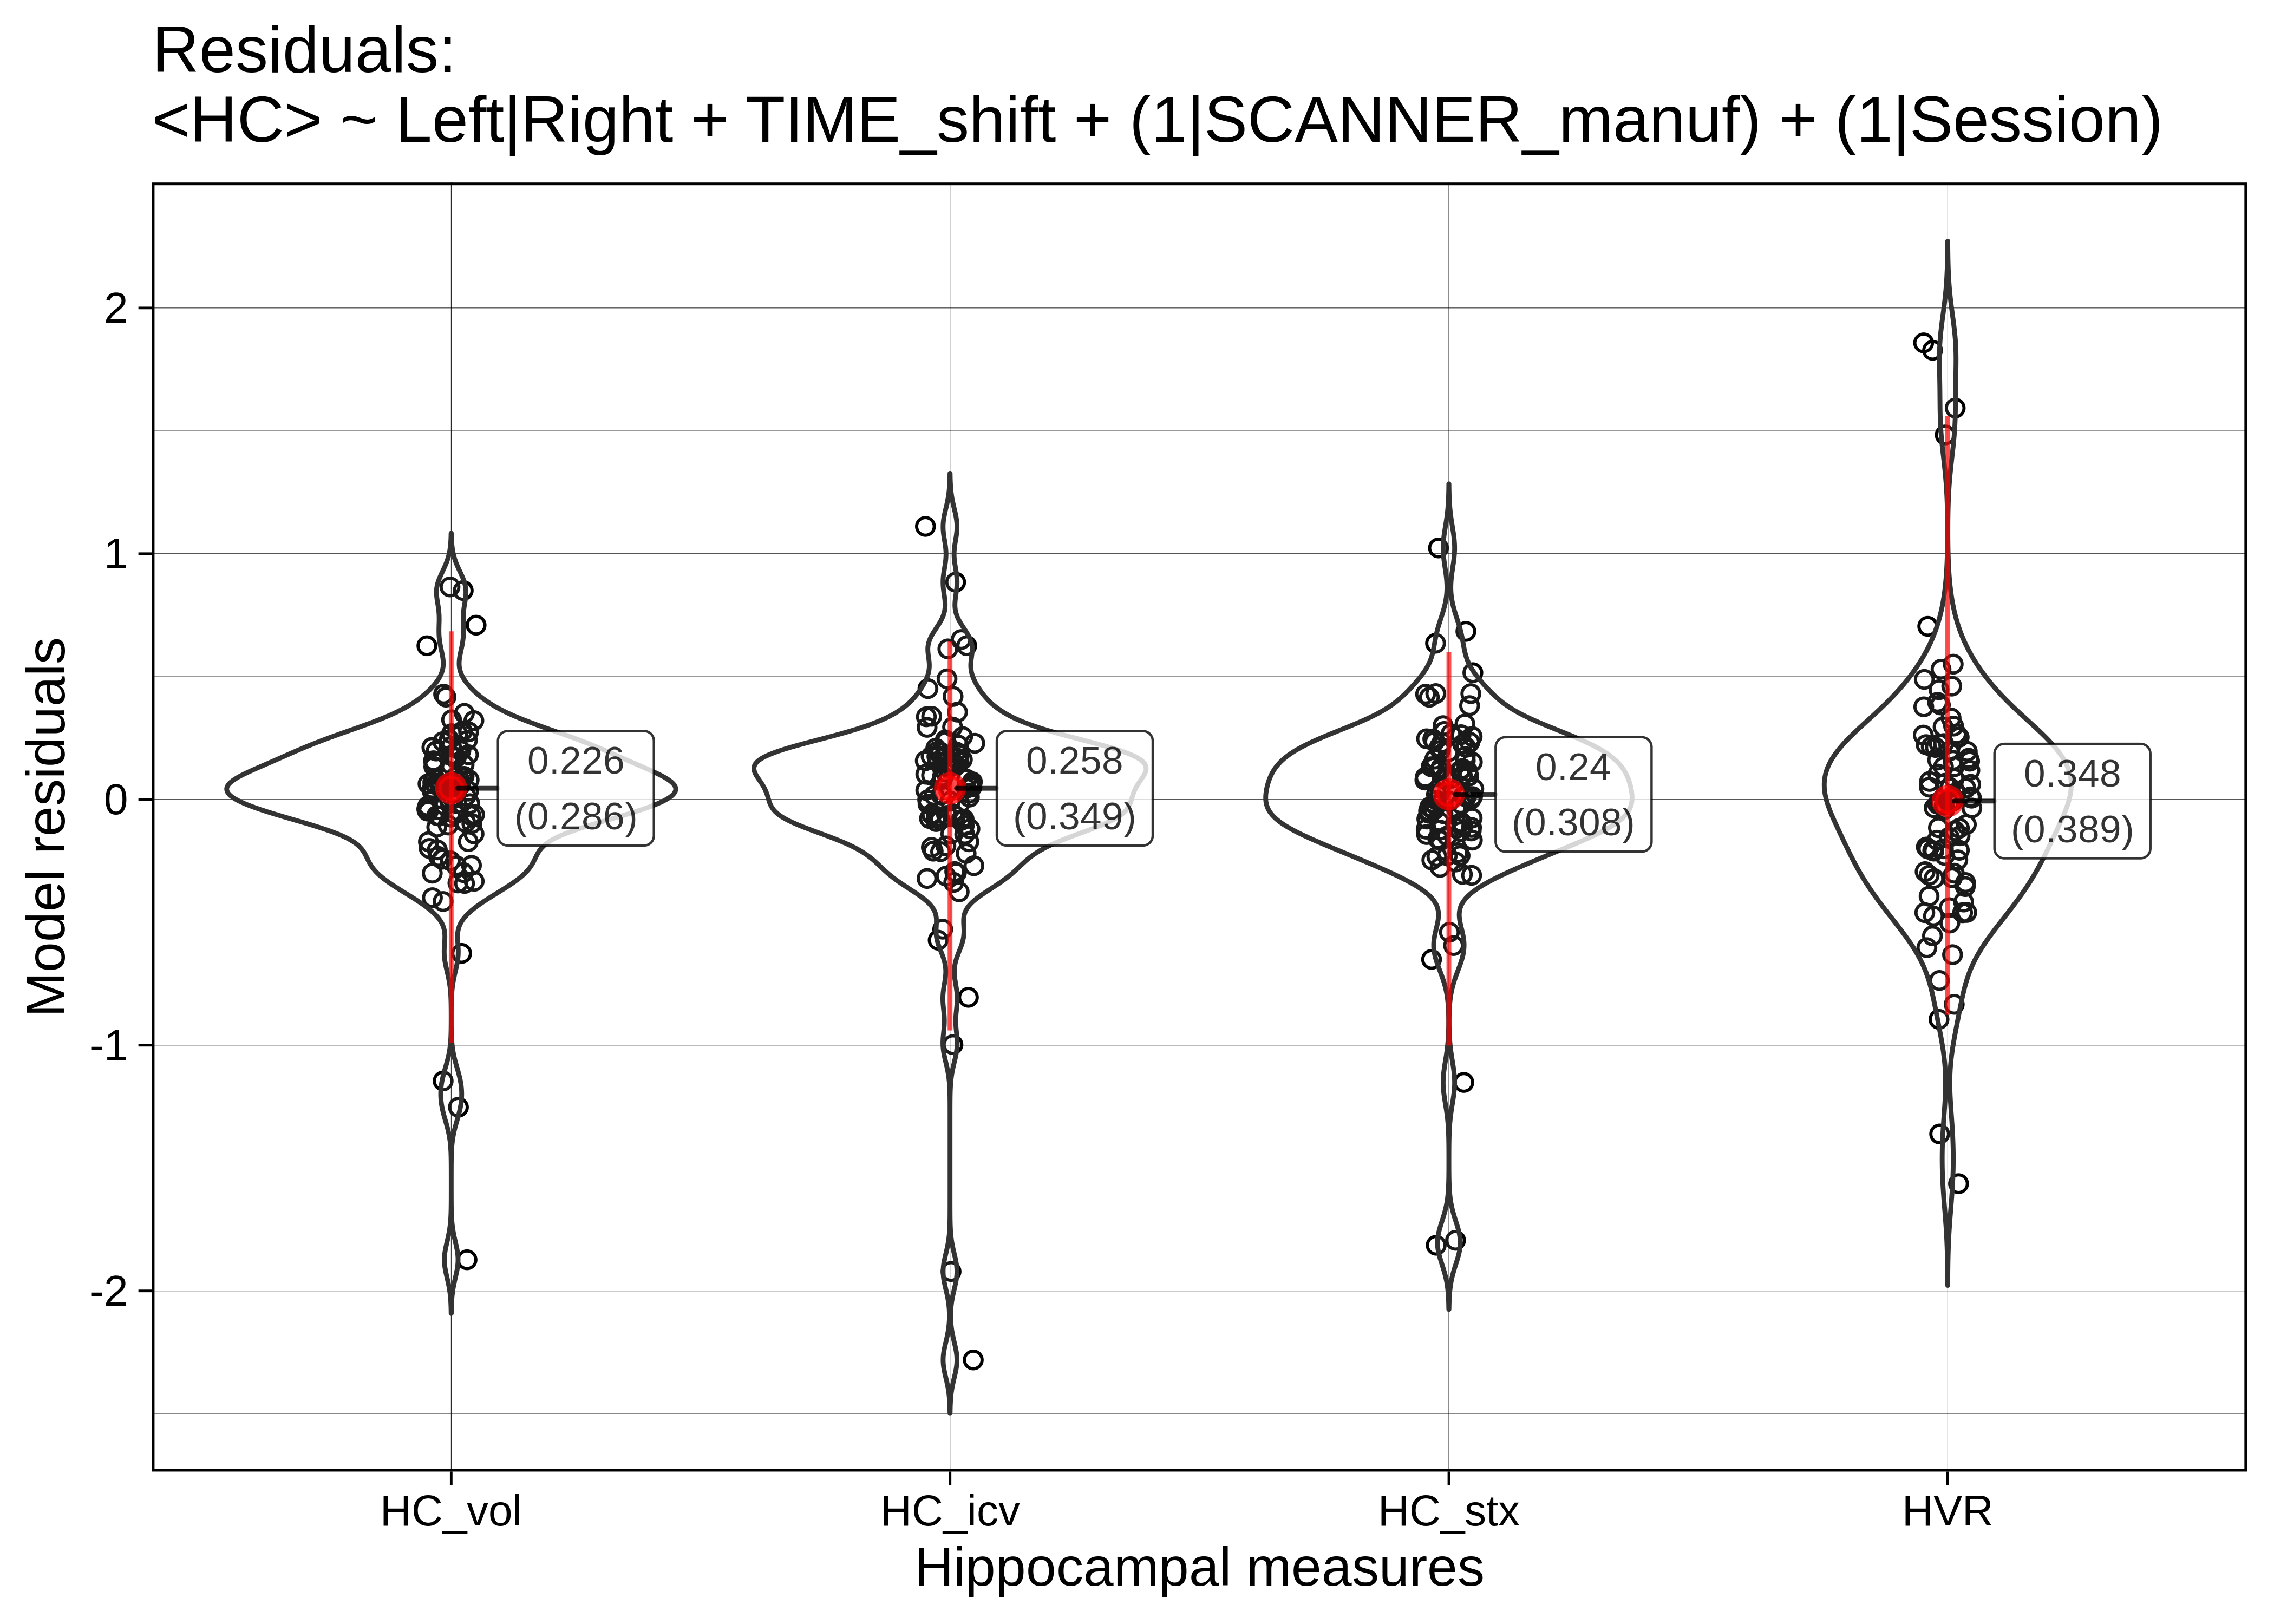 Residuals:
<HC> ~ Left|Right + TIME_shift + (1|SCANNER_manuf) + (1|Session)
Model residuals
2
1
0
-1
-2
0.226
(0.286)
0.258
(0.349)
0.24
(0.308)
0.348
(0.389)
HC_vol
HC_icv
HC_stx
HVR
Hippocampal measures